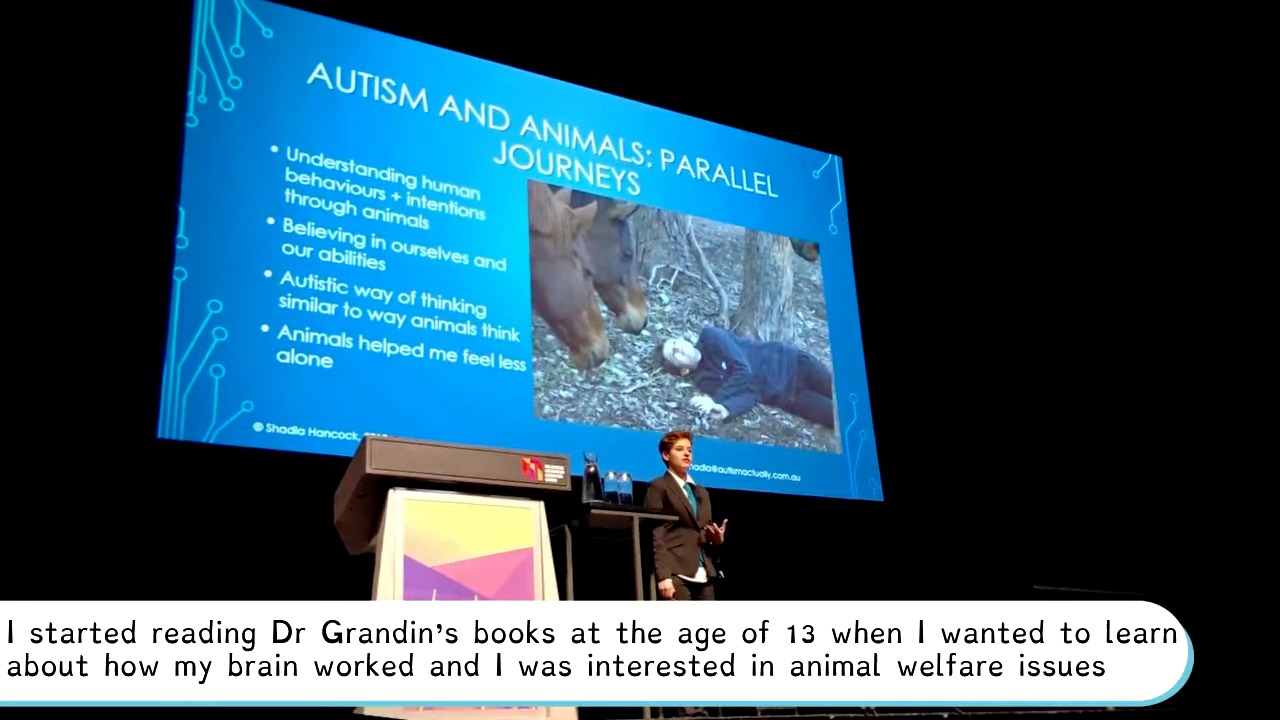 AUTISM AND ANIMALS: PARALLEL
JOURNEYS
• Understanding human
behaviours + intentions
through animals
• Believing in ourselves and
our abilities
• Autistic way of thinking
similar to way animals think
• Animals helped me feel less
alone
© Shadia Hancock,
hadia@autismactually.com.au
I started reading Dr Grandin's books at the age of 13 when I wanted to learn
about how my brain worked and I was interested in animal welfare issues